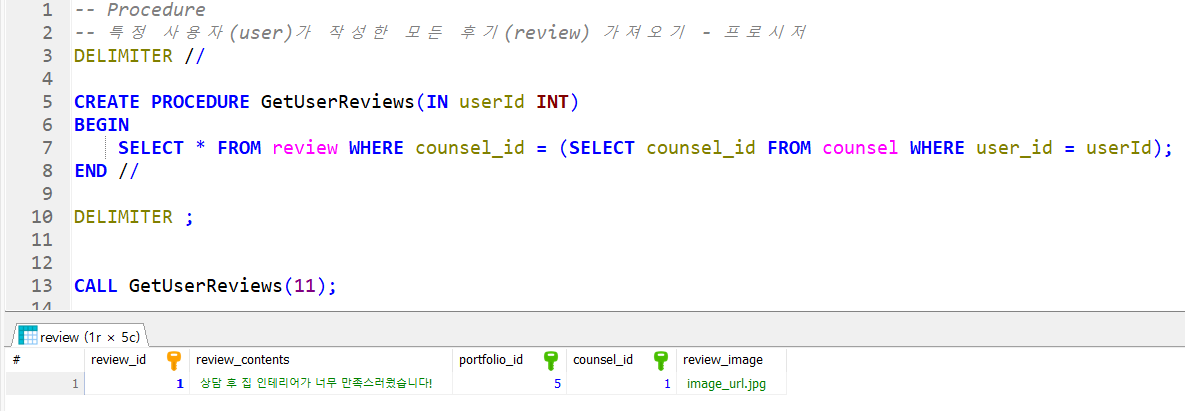 1 -- Procedure
2 -- 특정 사용자(user)가 작성한 모든 후기(review) 가져오기 - 프로시저
3 DELIMITER //
4
5 CREATE PROCEDURE GetUserReviews(IN userId INT)
6 BEGIN
7 SELECT * FROM review WHERE counsel_id = (SELECT counsel_id FROM counsel WHERE user_id = userId);
8 END //
9
10 DELIMITER ;
11
12
13 CALL GetUserReviews(11);
14
review (1r × 5c)
# review_id review_contents portfolio_id counsel_id review_image
1 1 상담 후 집 인테리어가 너무 만족스러웠습니다! 5 1 image_url.jpg